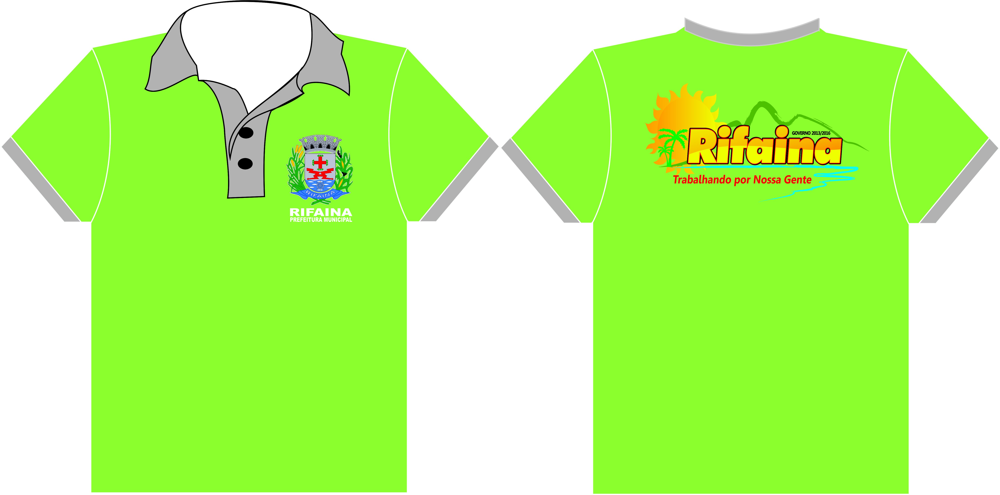 RIFAINA
RIFAINA
PREFEITURA MUNICIPAL
GOVERNO 2013/2016
Rifaina
Trabalhando por Nossa Gente